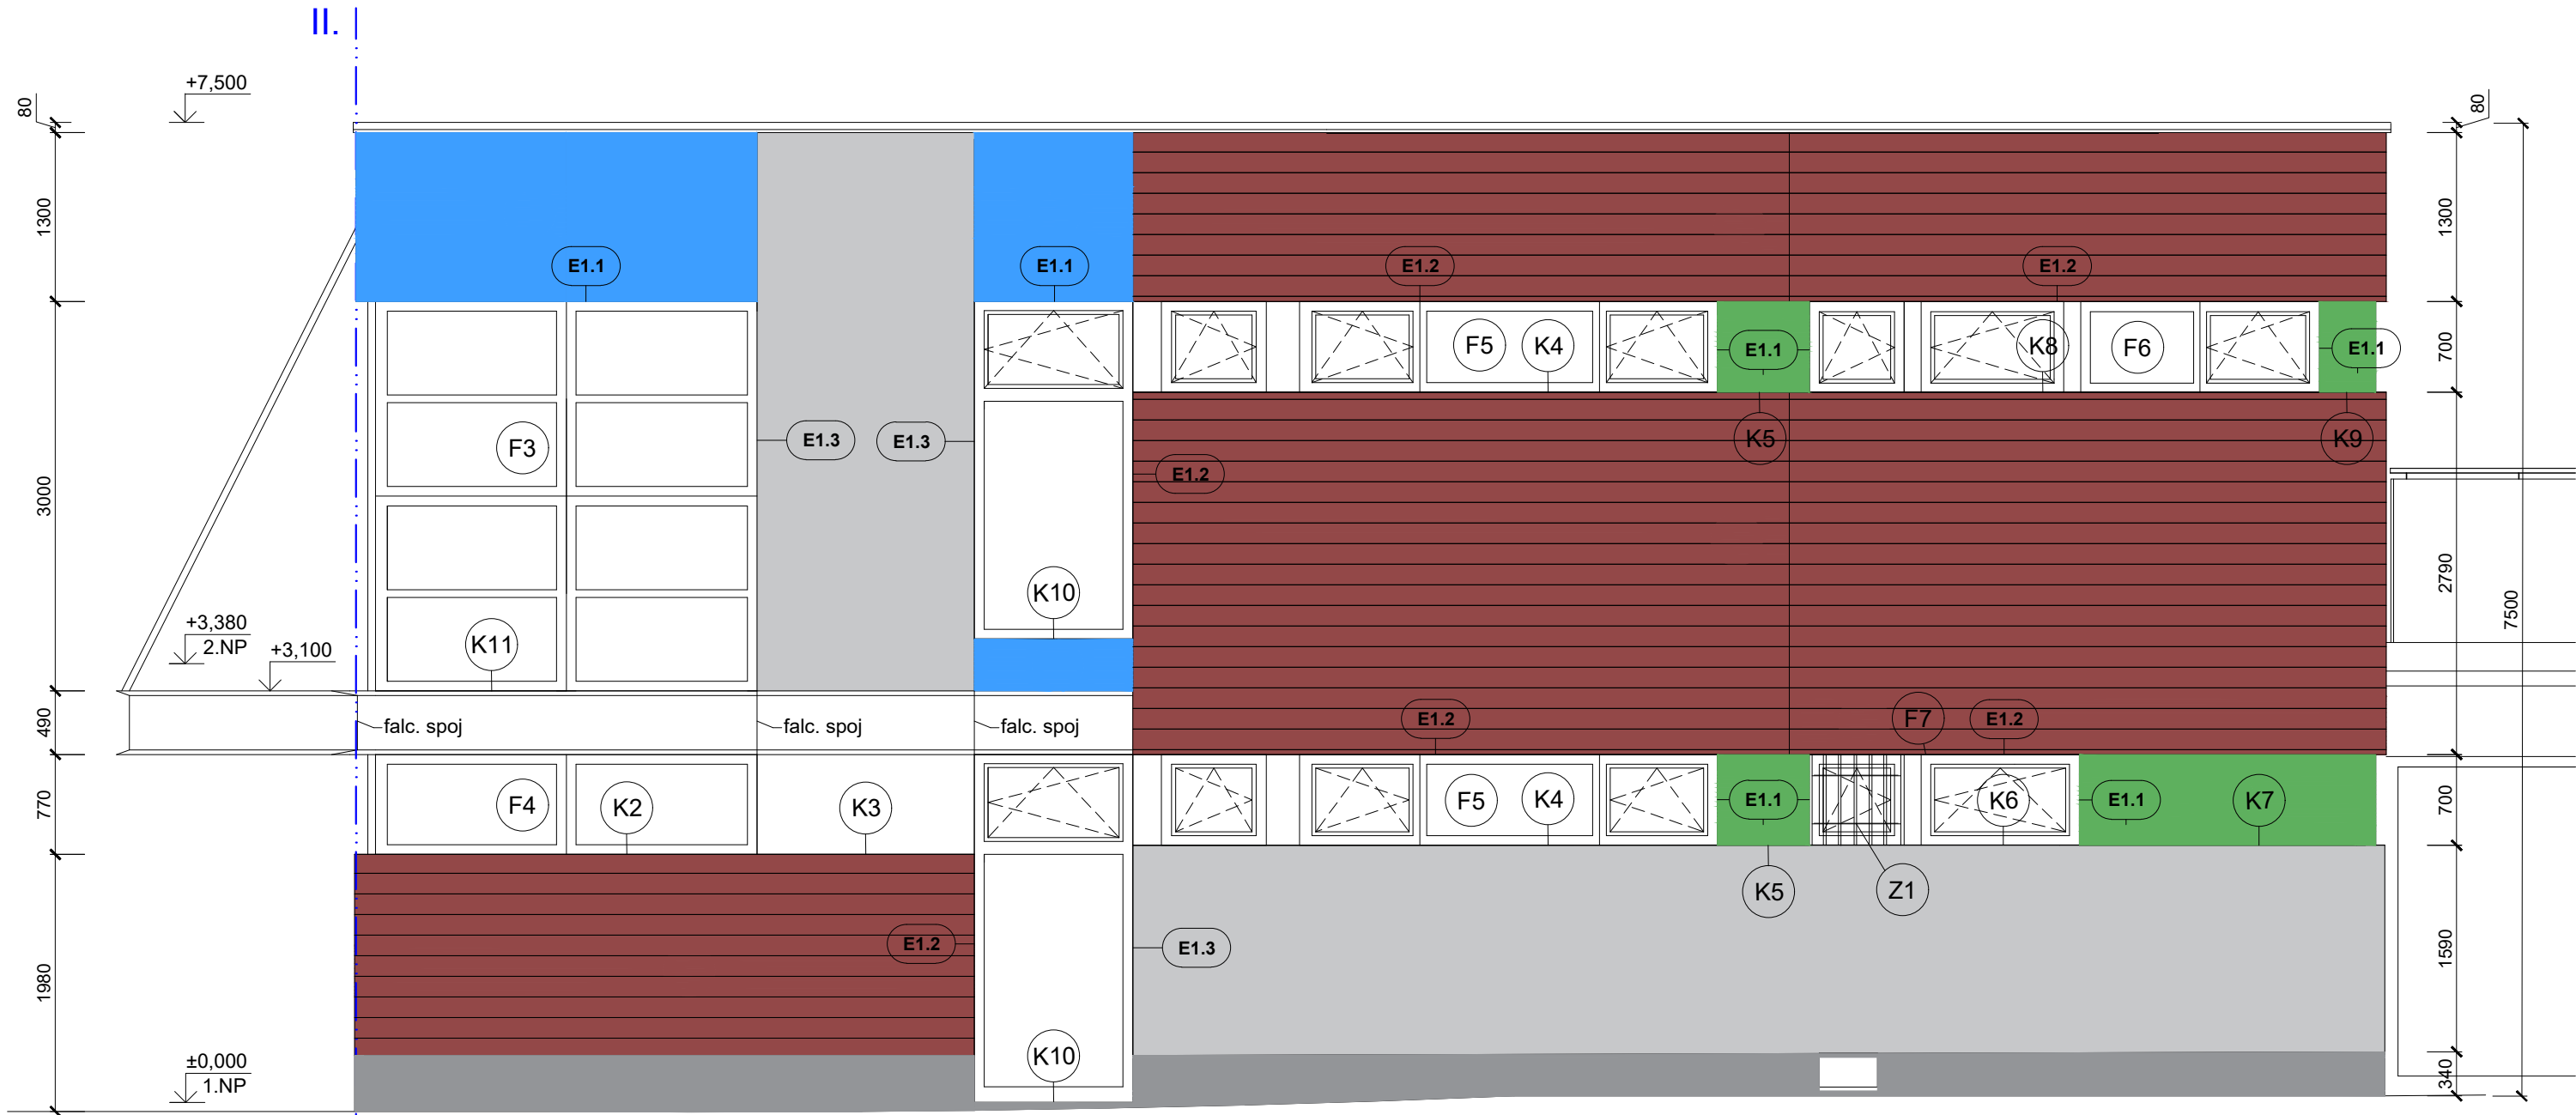 II.
+7,500
80
80
1300
1300
E1.1
E1.1
E1.2
E1.2
F5
K4
E1.1
K8
F6
E1.1
700
F3
E1.3
E1.3
K5
K9
E1.2
3000
2790
7500
K10
K11
+3,380
2.NP
+3,100
490
falc. spoj
falc. spoj
falc. spoj
E1.2
F7
E1.2
770
F4
K2
K3
F5
K4
E1.1
K6
E1.1
K7
700
K5
Z1
1980
E1.2
E1.3
1590
±0,000
1.NP
K10
340